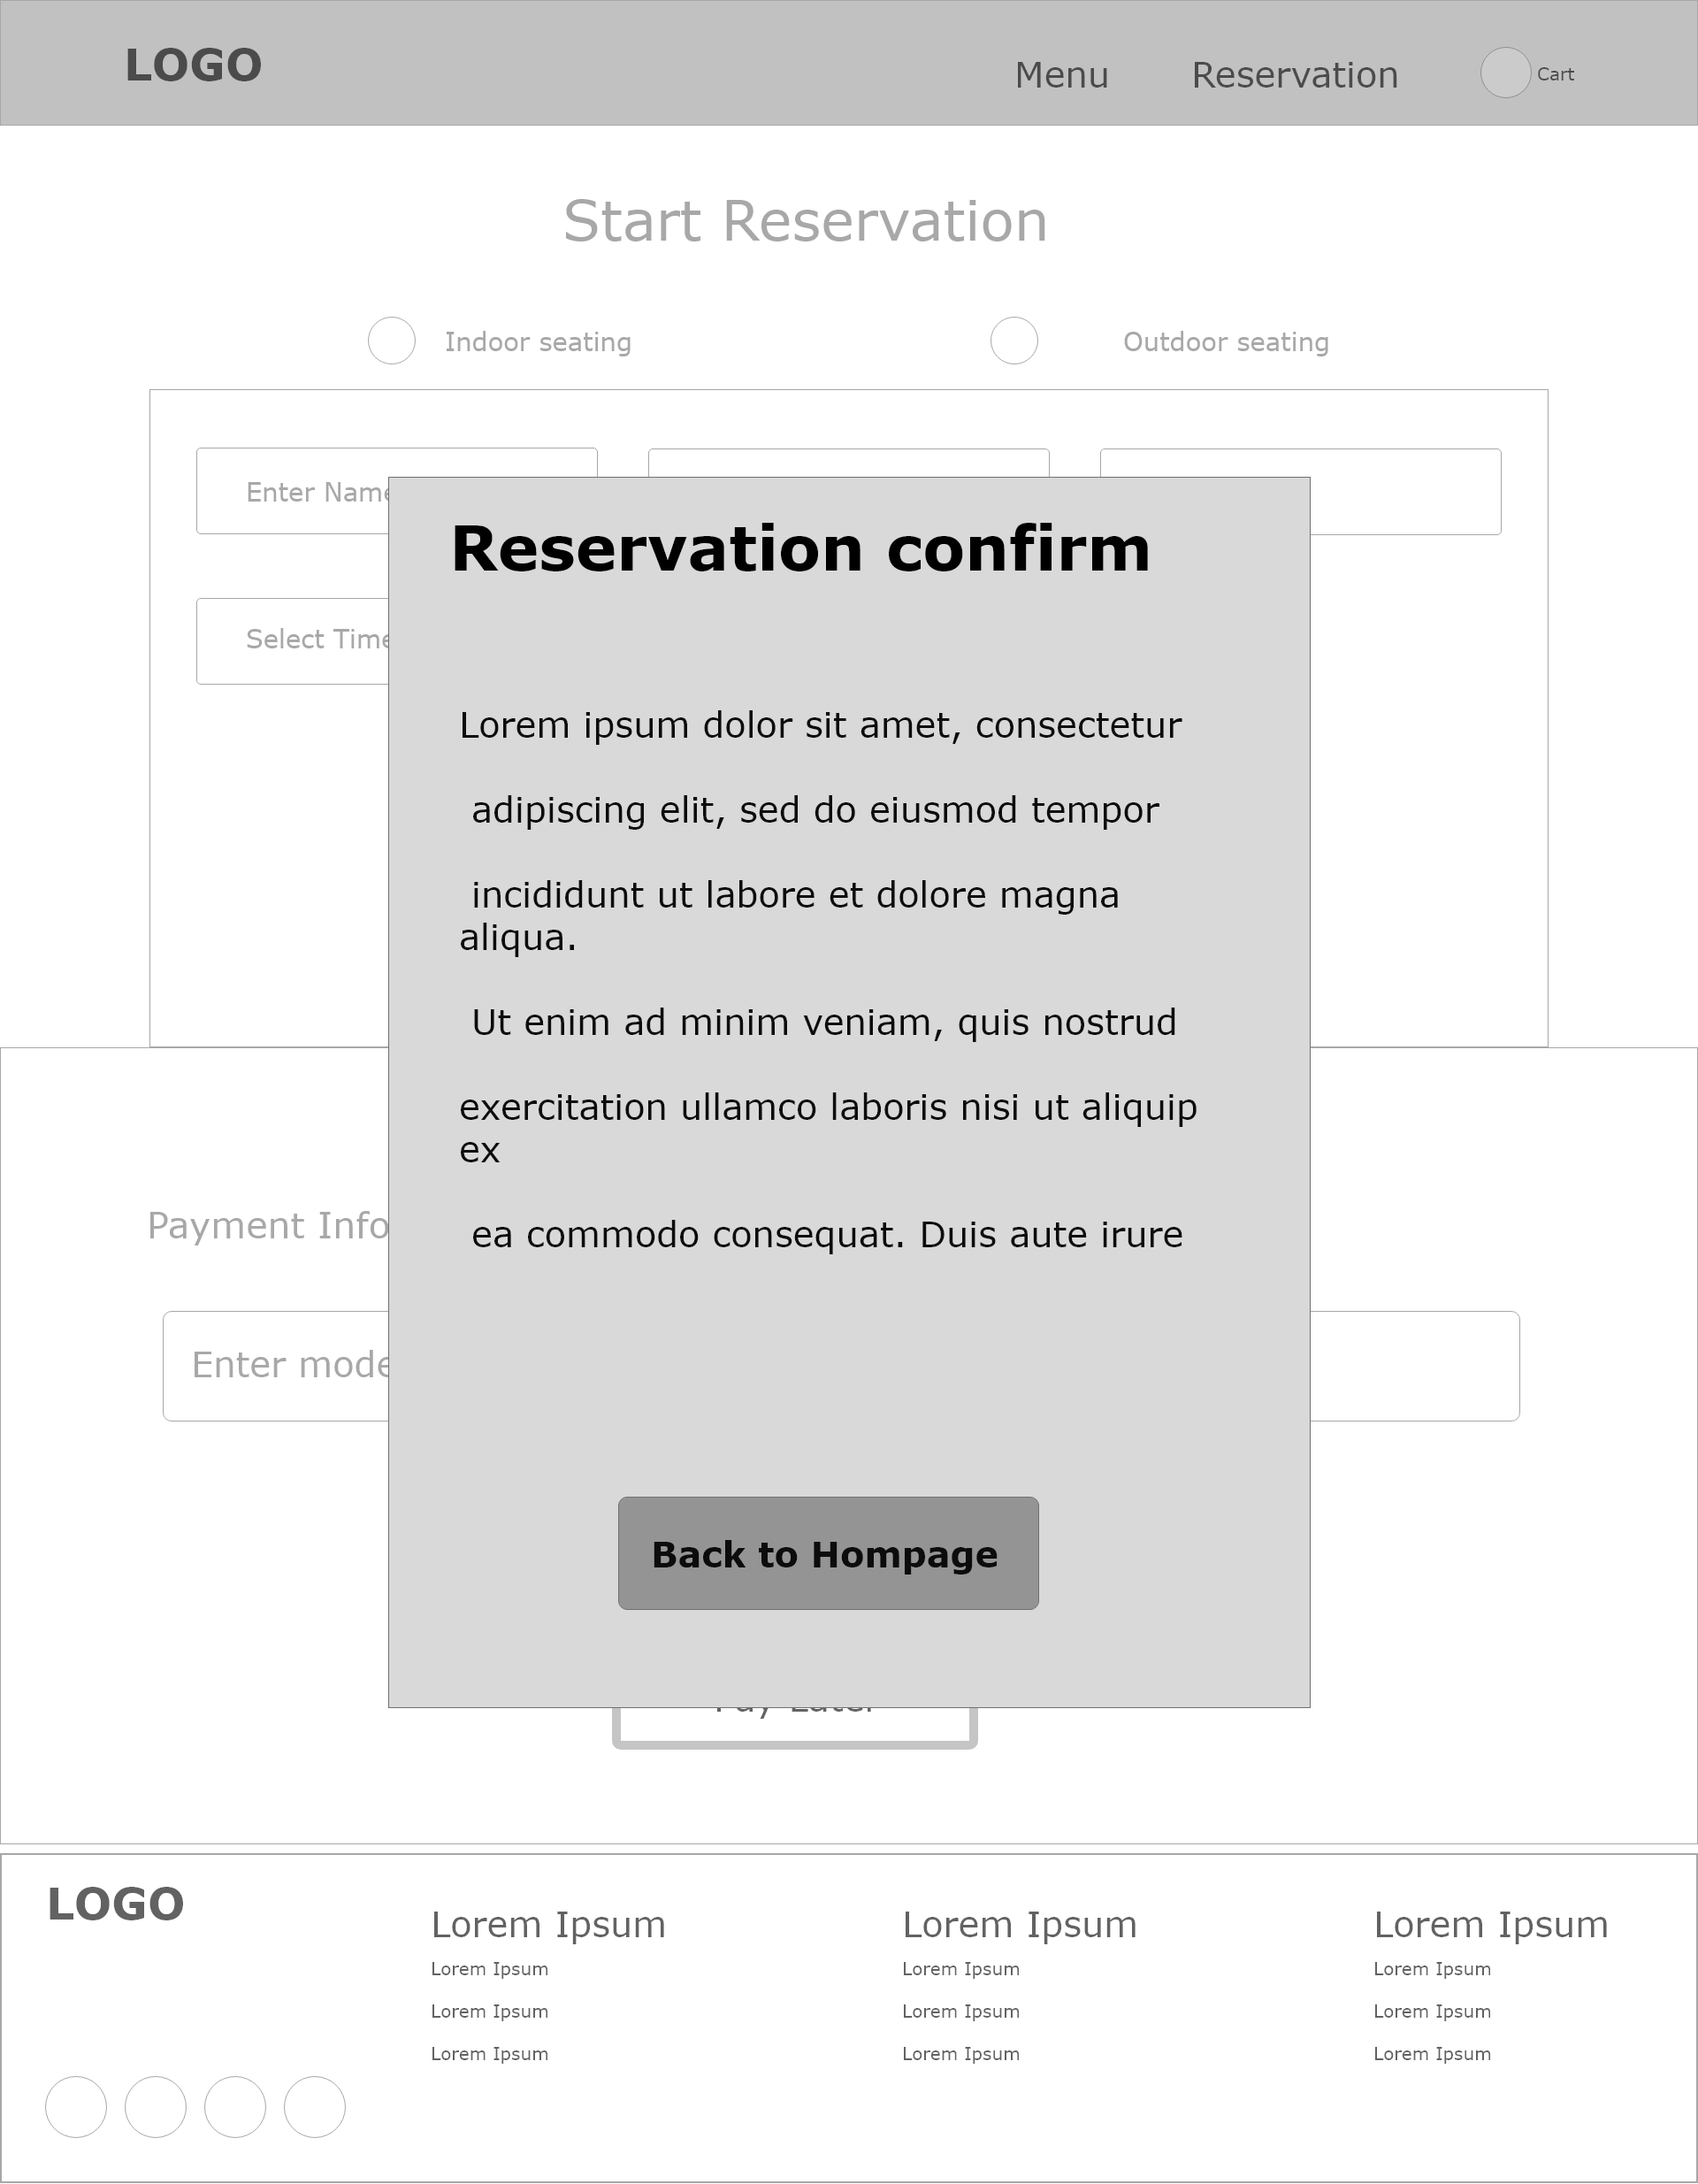 LOGO
Menu
Reservation
Cart
Start Reservation
Indoor seating
Outdoor seating
Enter Name
Select Time
Reservation confirm
Lorem ipsum dolor sit amet, consectetur
adipiscing elit, sed do eiusmod tempor
incididunt ut labore et dolore magna
aliqua.
Ut enim ad minim veniam, quis nostrud
exercitation ullamco laboris nisi ut aliquip
ex
ea commodo consequat. Duis aute irure
Payment Info
Enter mode
Back to Hompage
Pay Later
LOGO
Lorem Ipsum
Lorem Ipsum
Lorem Ipsum
Lorem Ipsum
Lorem Ipsum
Lorem Ipsum
Lorem Ipsum
Lorem Ipsum
Lorem Ipsum
Lorem Ipsum
Lorem Ipsum
Lorem Ipsum